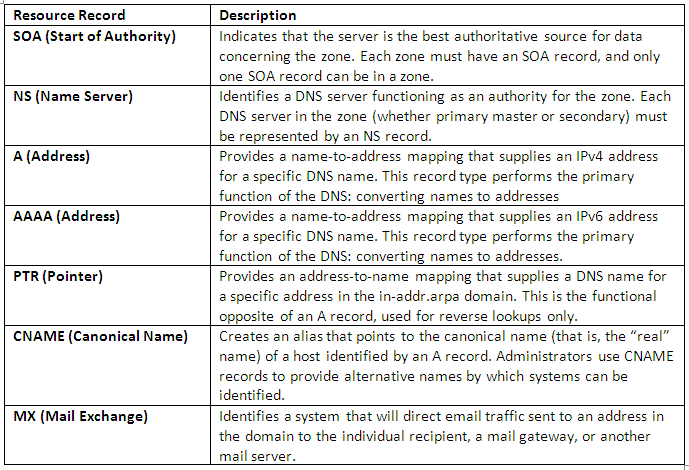 Resource Record Description
SOA (Start of Authority) Indicates that the server is the best authoritative source for data
concerning the zone. Each zone must have an SOA record, and only
one SOA record can be in a zone.
NS (Name Server) Identifies a DNS server functioning as an authority for the zone. Each
DNS server in the zone (whether primary master or secondary) must
be represented by an NS record.
A (Address) Provides a name-to-address mapping that supplies an IPv4 address
for a specific DNS name. This record type performs the primary
function of the DNS: converting names to addresses
AAAA (Address) Provides a name-to-address mapping that supplies an IPv6 address
for a specific DNS name. This record type performs the primary
function of the DNS: converting names to addresses.
PTR (Pointer) Provides an address-to-name mapping that supplies a DNS name for
a specific address in the in-addr.arpa domain. This is the functional
opposite of an A record, used for reverse lookups only.
CNAME (Canonical Name) Creates an alias that points to the canonical name (that is, the “real”
name) of a host identified by an A record. Administrators use CNAME
records to provide alternative names by which systems can be
identified.
MX (Mail Exchange) Identifies a system that will direct email traffic sent to an address in
the domain to the individual recipient, a mail gateway, or another
mail server.